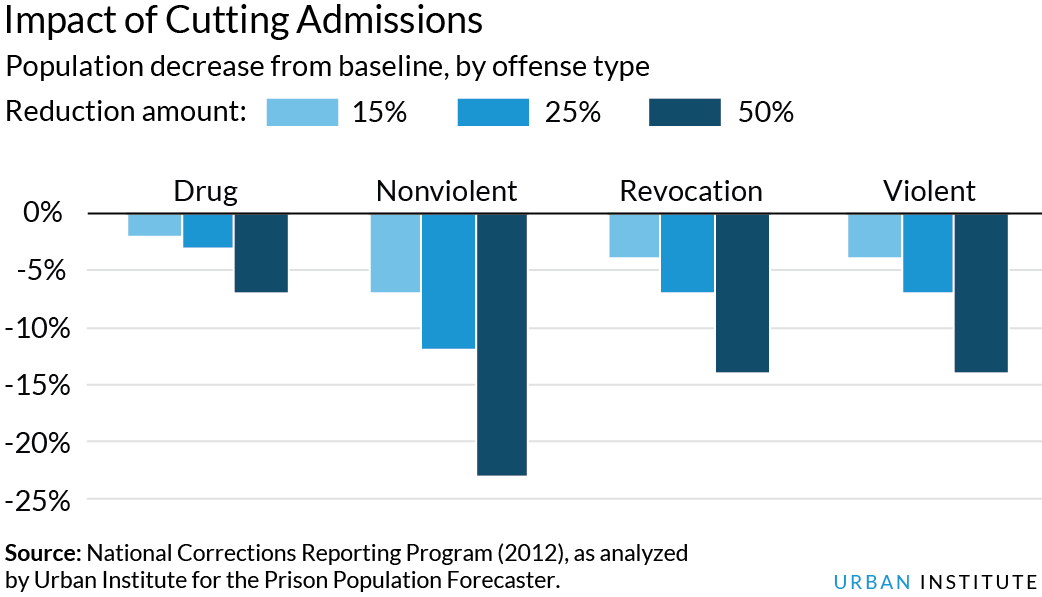 Impact of Cutting Admissions
Population decrease from baseline, by offense type
Reduction amount: 15% 25% 50%
Drug Nonviolent Revocation Violent
0%
-5%
-10%
-15%
-20%
-25%
Source: National Corrections Reporting Program (2012), as analyzed
by Urban Institute for the Prison Population Forecaster.
URBAN INSTITUTE